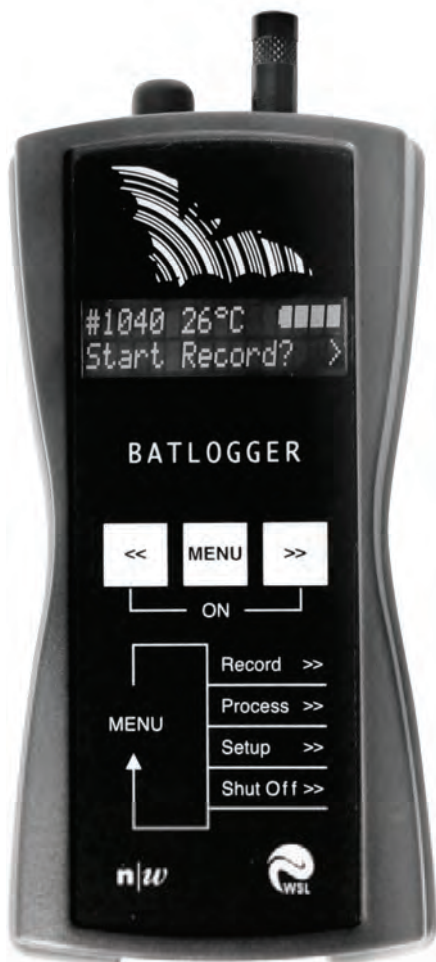 #1040 26°C
Start Record? >
BATLOGGER
<< MENU >>
ON
Record >>
Process >>
MENU
Setup >>
Shut Off >>
n|w
WSL